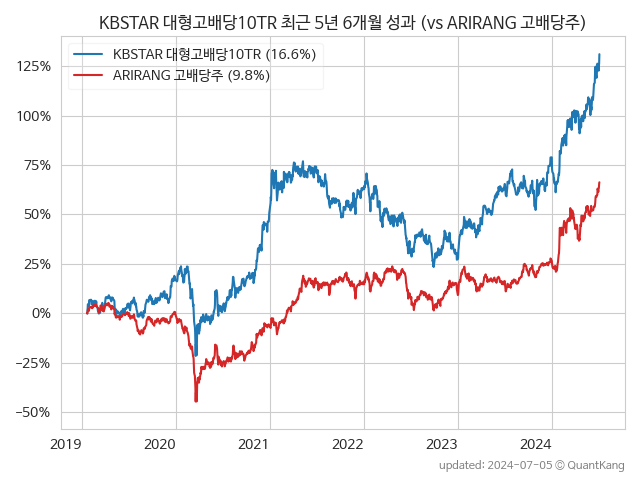 KBSTAR 대형고배당10TR 최근 5년 6개월 성과 (vs ARIRANG 고배당주)
KBSTAR 대형고배당10TR (16.6%)
ARIRANG 고배당주 (9.8%)
125%
100%
75%
50%
25%
0%
−25%
−50%
2019 2020 2021 2022 2023 2024
updated: 2024-07-05 © QuantKang